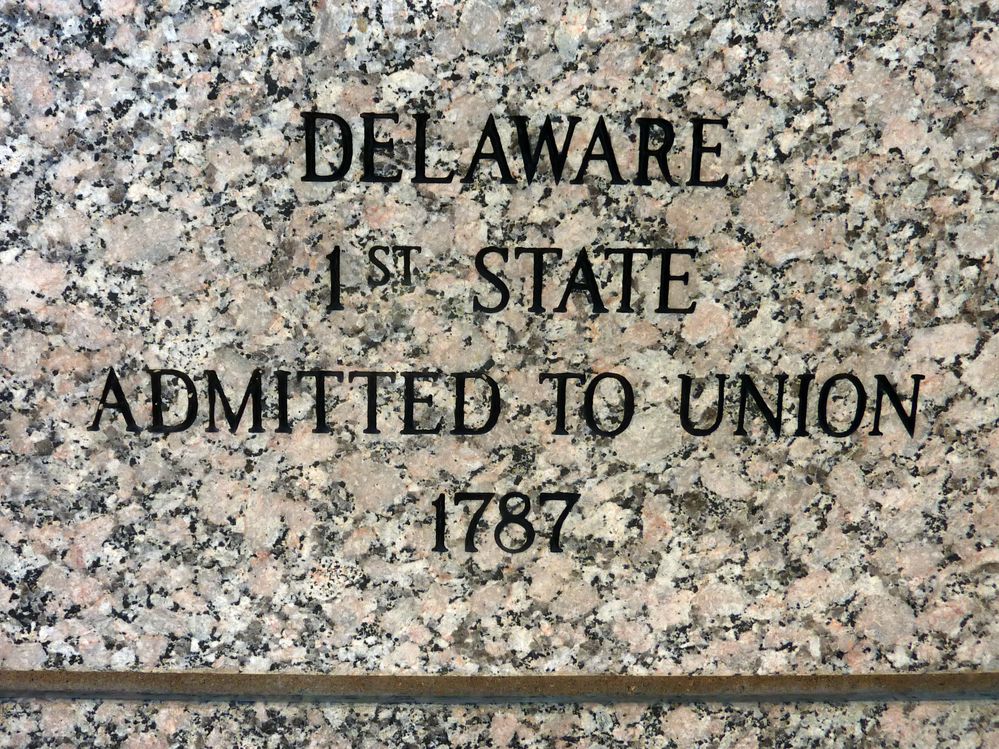 DELAWARE
1ST STATE
ADMITTED TO UNION
1787